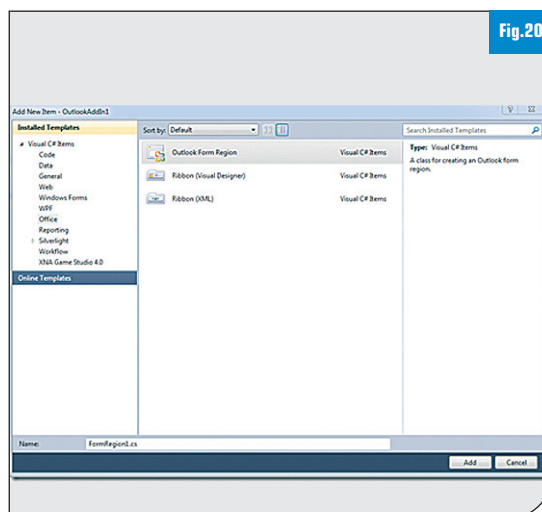 Fig.20
Add New Item - OutlookAddIn1
Installed Templates
Visual C# Items
Code
Data
General
Web
Windows Forms
WPF
Office
Reporting
Silverlight
Workflow
XNA Game Studio 4.0
Online Templates
Sort by: Default
Outlook Form Region Visual C# Items
Ribbon (Visual Designer) Visual C# Items
Ribbon (XML) Visual C# Items
Search Installed Templates
Type: Visual C# Items
A class for creating an Outlook form
region.
Name: FormRegion1.cs
Add Cancel